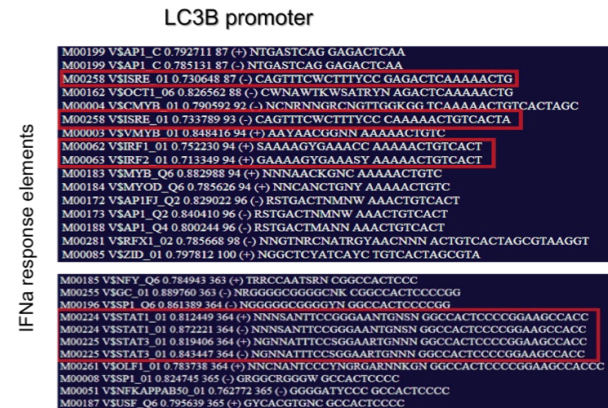 LC3B promoter
IFNa response elements
M00199 V$AP1_C 0.792711 87 (+) NTGASTCAG GAGACTCAA
M00199 V$AP1_C 0.785131 87 (-) NTGASTCAG GAGACTCAA
M00258 V$ISRE_01 0.730648 87 (-) CAGTTTCWCTTTYCC GAGACTCAAAAACTG
M00162 V$OCT1_06 0.826562 88 (-) CWNAWTKWSATRYN AGACTCAAAAACTG
M00004 V$CMYB_01 0.790592 92 (-) NCNRNNGRCNGTTGGKGG TCAAAAACTGTCACTAGC
M00258 V$ISRE_01 0.733789 93 (-) CAGTTTCWCTTTYCC CAAAAACTGTCACTA
M00003 V$VMYB_01 0.848416 94 (+) AAYAACGGNN AAAAACTGTC
M00062 V$IRF1_01 0.752230 94 (+) SAAAAGYGAAACC AAAAACTGTCACT
M00063 V$IRF2_01 0.713349 94 (+) GAAAAGYGAAASY AAAAACTGTCACT
M00183 V$MYB_Q6 0.882988 94 (+) NNNAACKGNC AAAAACTGTC
M00184 V$MYOD_Q6 0.785626 94 (+) NNCANCTGNY AAAAACTGTC
M00172 V$AP1FJ_Q2 0.829022 96 (-) RSTGACTNMNW AAACTGTCACT
M00173 V$AP1_Q2 0.840410 96 (-) RSTGACTNMNW AAACTGTCACT
M00188 V$AP1_Q4 0.800244 96 (-) RSTGACTMANN AAACTGTCACT
M00281 V$RFX1_02 0.785668 98 (-) NNGTNRCNATRGYAACNNN ACTGTCACTAGCGTAAGGT
M00085 V$ZID_01 0.797812 100 (+) NGGCTCYATCAYC TGTCACTAGCGTA
M00185 V$NFY_Q6 0.784943 363 (+) TRRCCAATSRN CGGCCACTCCC
M00255 V$GC_01 0.889760 363 (-) NRGGGGCGGGGCNK CGGCCACTCCCCGG
M00196 V$SP1_Q6 0.861389 364 (-) NGGGGGCGGGGYN GGCCACTCCCCGG
M00224 V$STAT1_01 0.812449 364 (+) NNNSANTTCCGGGAANTGNSN GGCCACTCCCCGGAAGCCACC
M00224 V$STAT1_01 0.872221 364 (-) NNNSANTTCCGGGAANTGNSN GGCCACTCCCCGGAAGCCACC
M00225 V$STAT3_01 0.819406 364 (+) NGNNATTTCCSGGAARTGNNN GGCCACTCCCCGGAAGCCACC
M00225 V$STAT3_01 0.843447 364 (-) NGNNATTTCCSGGAARTGNNN GGCCACTCCCCGGAAGCCACC
M00261 V$OLF1_01 0.783738 364 (+) NNCNANTCCCYNGRGARNNKGN GGCCACTCCCCGGAAGCCACCC
M00008 V$SP1_01 0.824745 365 (-) GRGGCRGGGW GCCACTCCCC
M00051 V$NFKAPPAB50_01 0.762772 365 (-) GGGGATYCCC GCCACTCCCC
M00187 V$USF_Q6 0.795639 365 (+) GYCACGTGNC GCCACTCCCC